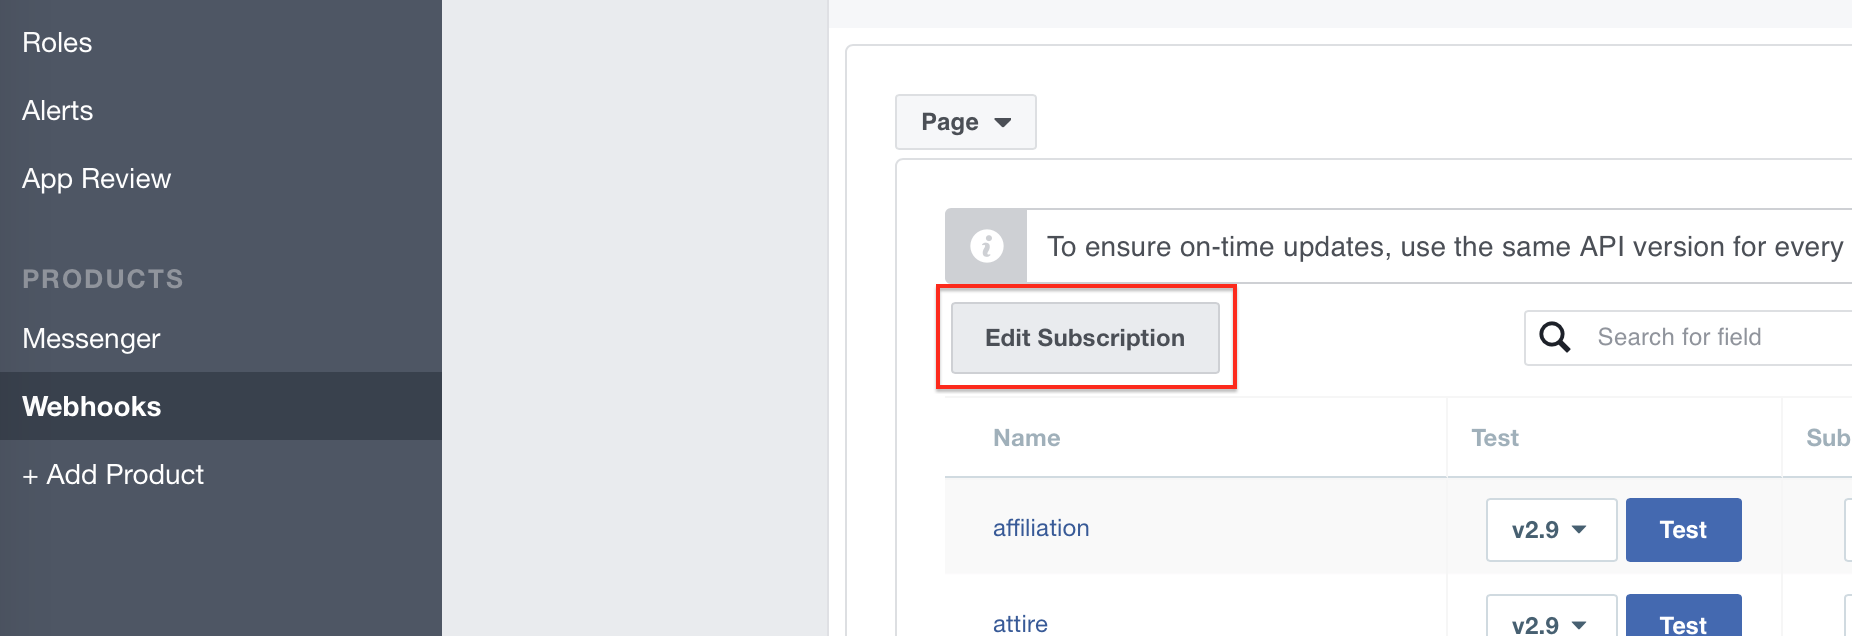 Roles
Alerts
App Review
PRODUCTS
Messenger
Webhooks
+ Add Product
Page
To ensure on-time updates, use the same API version for every
Edit Subscription
Search for field
Name Test Sub
affiliation v2.9 Test
attire v2.9 Test